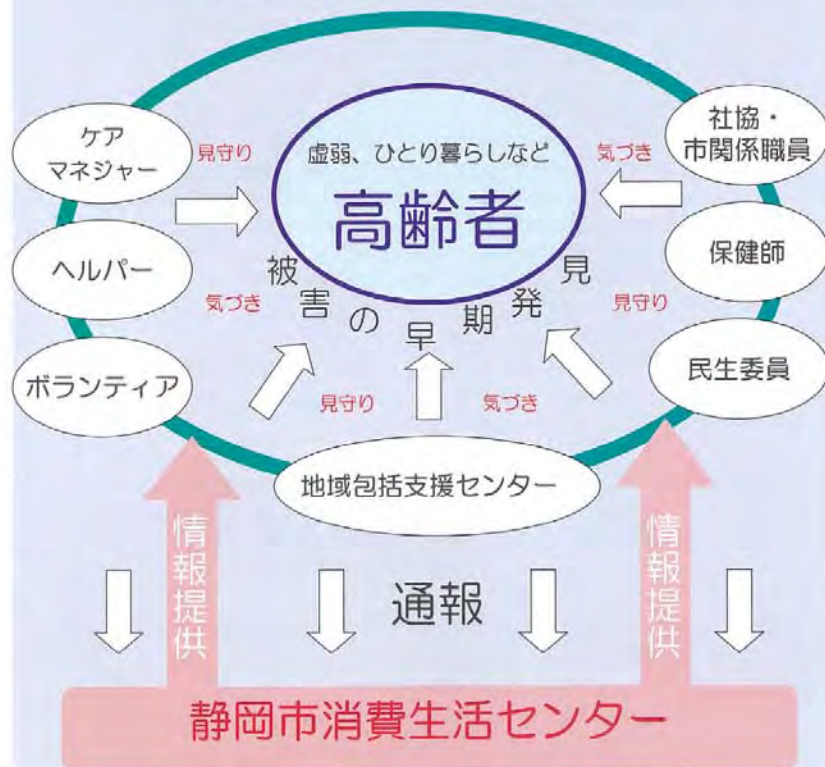 ケア
マネジャー
見守り
虚弱、ひとり暮らしなど
高齢者
気づき
社協・
市関係職員
ヘルパー
気づき
被害の早期発見
見守り
保健師
ボランティア
見守り
気づき
民生委員
地域包括支援センター
情報提供
通報
情報提供
静岡市消費生活センター